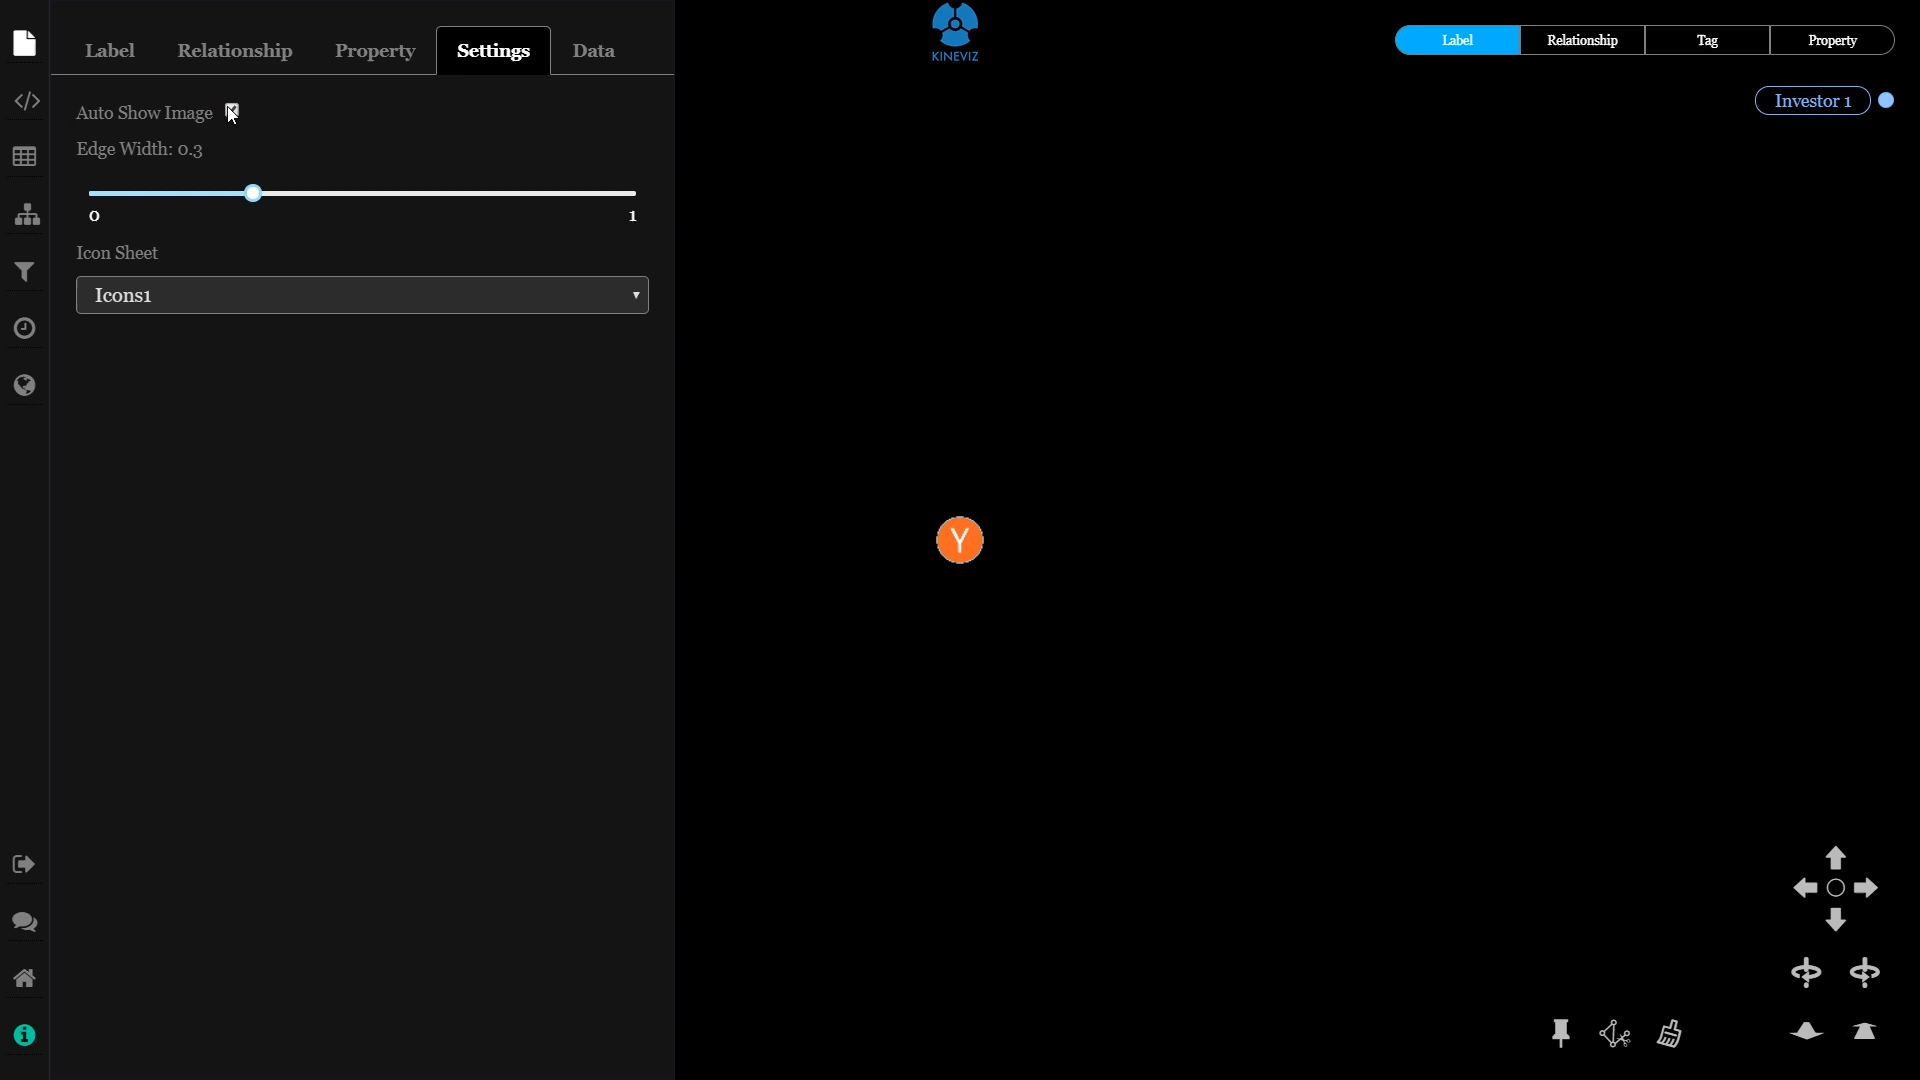 Label Relationship Property Settings Data
KINEVIZ
Label Relationship Tag Property
Auto Show Image
Investor 1
Edge Width: 0.3
0 1
Icon Sheet
Icons1
Y